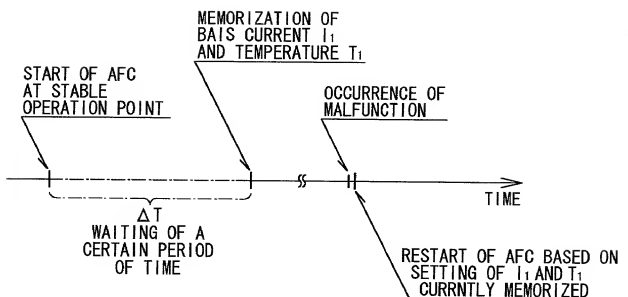 MEMORIZATION OF
BAIS CURRENT I1
AND TEMPERATURE T1
START OF AFC
AT STABLE
OPERATION POINT
OCCURRENCE OF
MALFUNCTION
TIME
ΔT
WAITING OF A
CERTAIN PERIOD
OF TIME
RESTART OF AFC BASED ON
SETTING OF I1 AND T1
CURRNTLY MEMORIZED